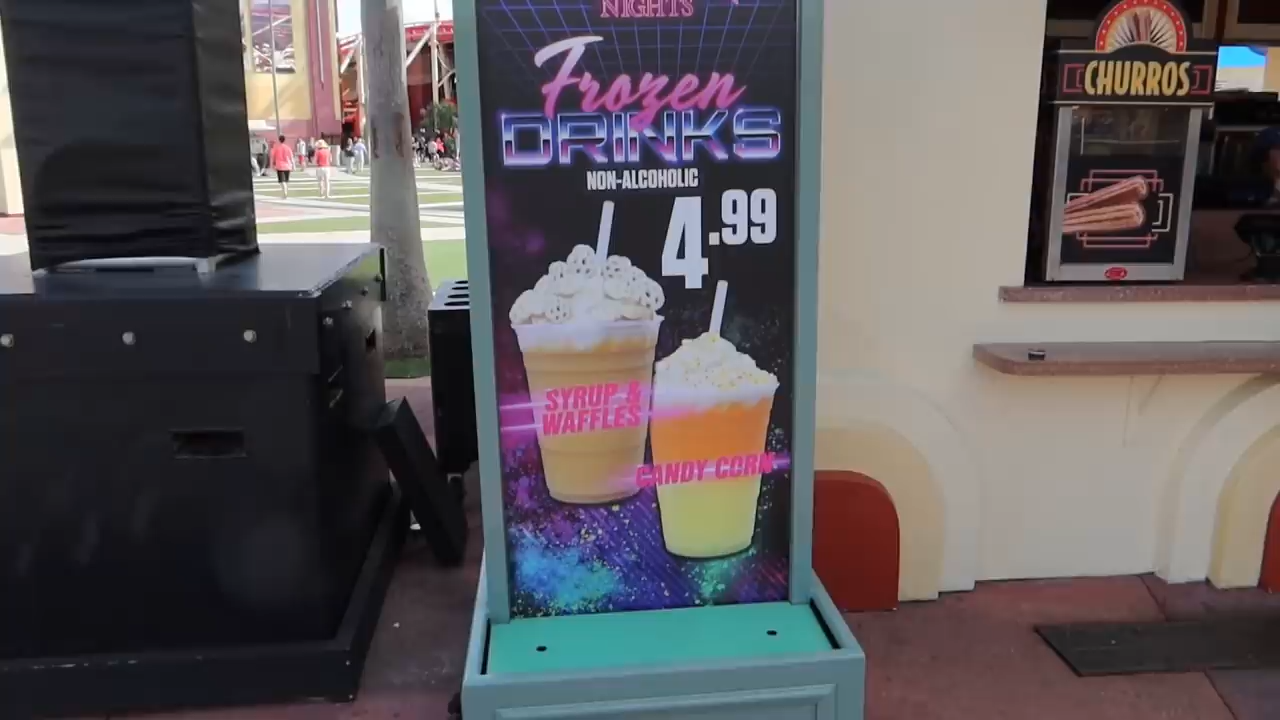 NIGHTS
Frozen
DRINKS
NON-ALCOHOLIC
4.99
SYRUP &
WAFFLES
CANDY CORN
CHURROS